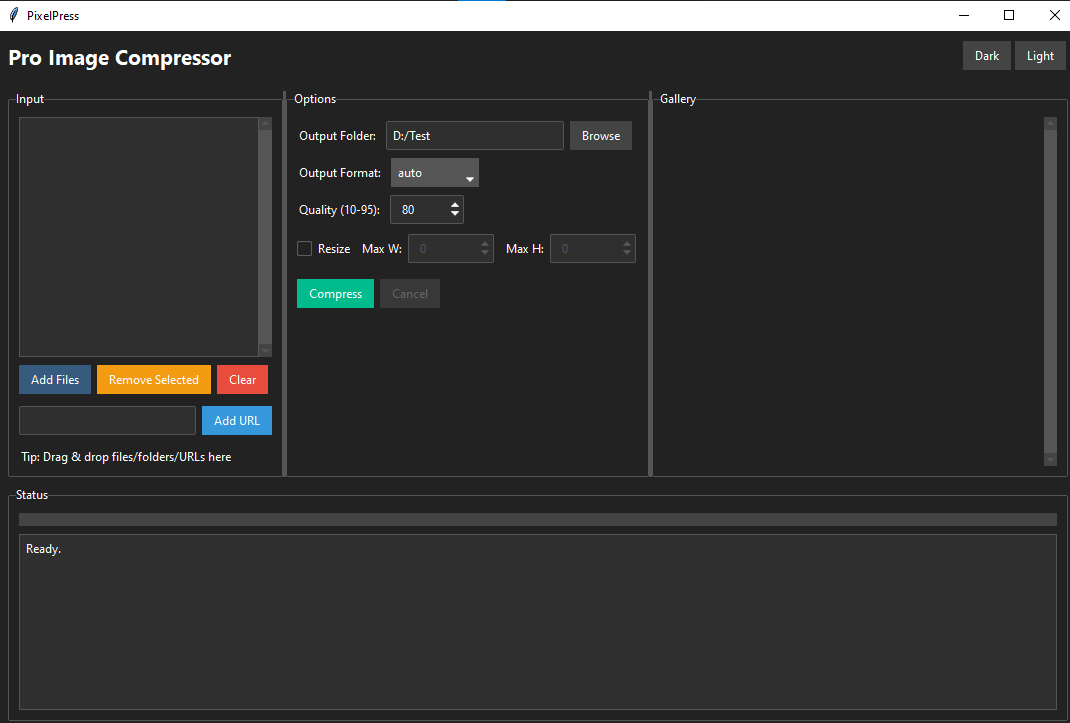 PixelPress
Pro Image Compressor
Dark
Light
Input
Add Files
Remove Selected
Clear
Add URL
Tip: Drag & drop files/folders/URLs here
Options
Output Folder:
D:/Test
Browse
Output Format:
auto
Quality (10-95):
80
Resize
Max W:
0
Max H:
0
Compress
Cancel
Gallery
Status
Ready.